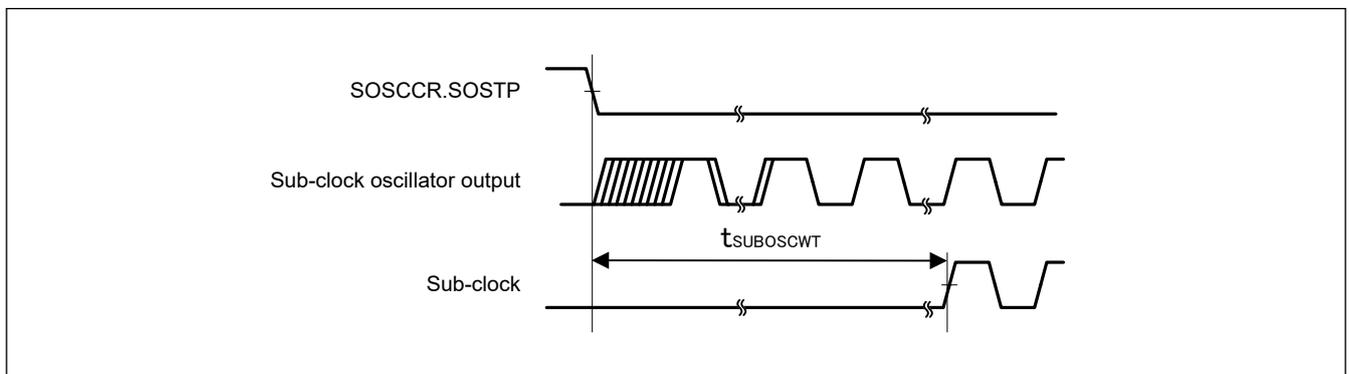 SOSCCR.SOSTP
Sub-clock oscillator output
tSUBOSCWT
Sub-clock